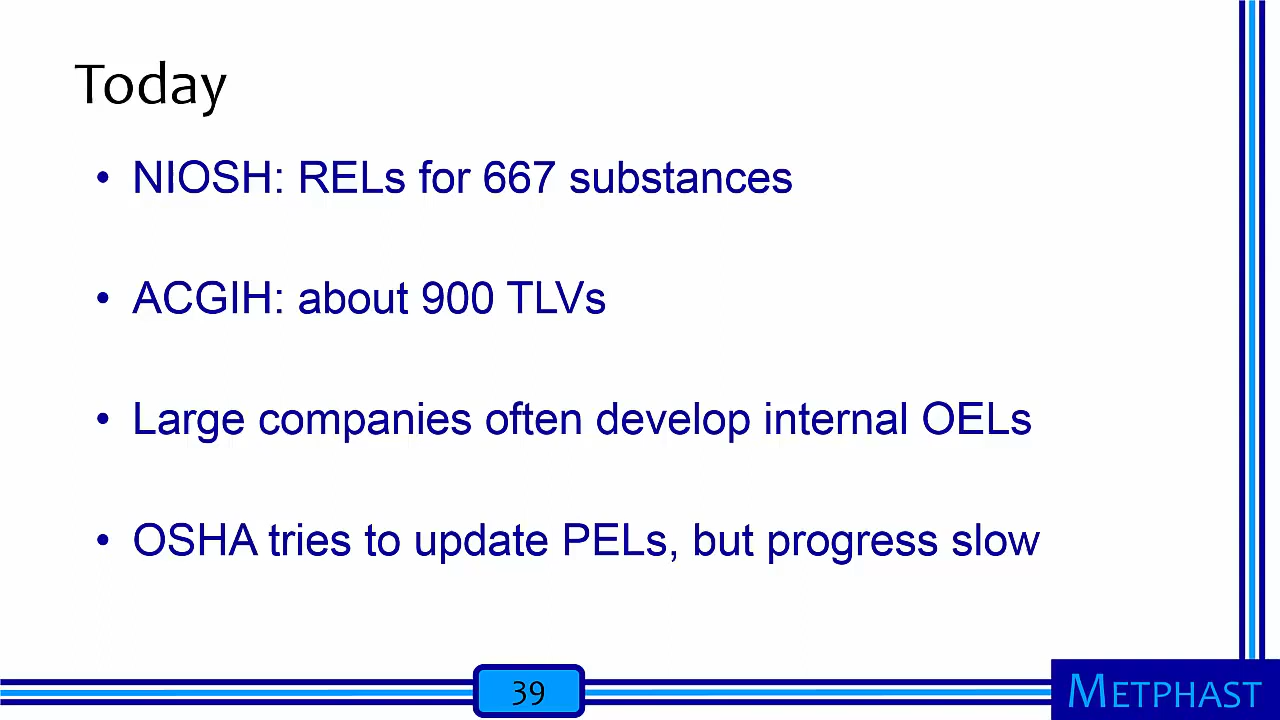 Today
• NIOSH: RELs for 667 substances
• ACGIH: about 900 TLVs
• Large companies often develop internal OELs
• OSHA tries to update PELs, but progress slow
39
METPHAST